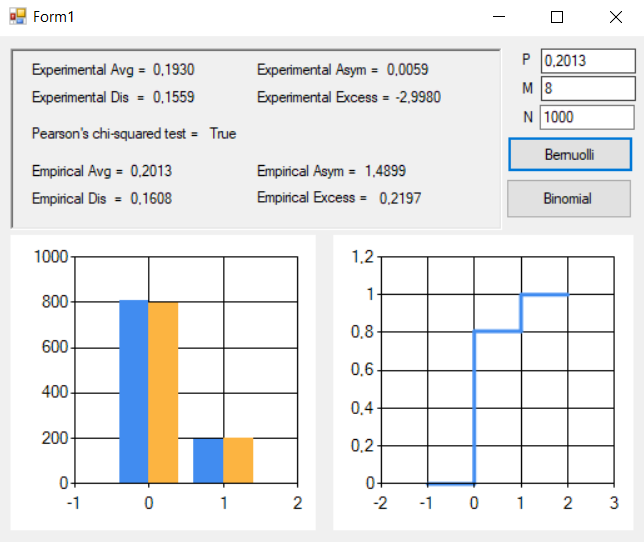 Form1
Experimental Avg = 0,1930 Experimental Asym = 0,0059
Experimental Dis = 0,1559 Experimental Excess = -2,9980
Pearson's chi-squared test = True
Empirical Avg = 0,2013 Empirical Asym = 1,4899
Empirical Dis = 0,1608 Empirical Excess = 0,2197
P 0,2013
M 8
N 1000
Bernuolli
Binomial
1000
800
600
400
200
0
-1 0 1 2
1,2
1
0,8
0,6
0,4
0,2
0
-2 -1 0 1 2 3